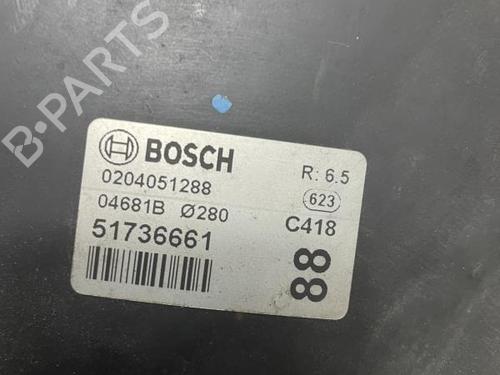 B-PARTS
BOSCH
R: 6.5
0204051288
623
04681B Ø280
C418
51736661
88